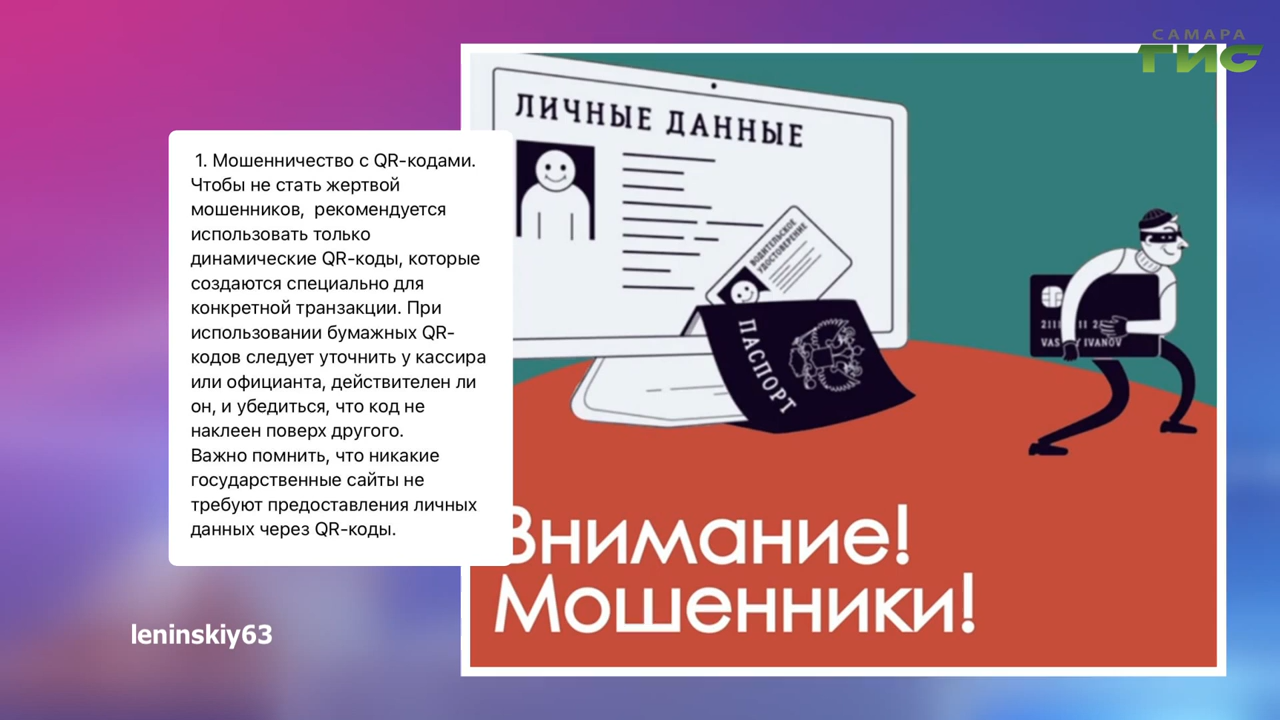 САМАРА
ГИС
ЛИЧНЫЕ ДАННЫЕ
ВОДИТЕЛЬСКОЕ
УДОСТОВЕРЕНИЕ
ПАСПОРТ
VAS Y IVANOV
1. Мошенничество с QR-кодами.
Чтобы не стать жертвой
мошенников, рекомендуется
использовать только
динамические QR-коды, которые
создаются специально для
конкретной транзакции. При
использовании бумажных QR-
кодов следует уточнить у кассира
или официанта, действителен ли
он, и убедиться, что код не
наклеен поверх другого.
Важно помнить, что никакие
государственные сайты не
требуют предоставления личных
данных через QR-коды.
Внимание!
Мошенники!
leninskiy63